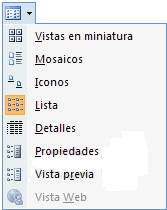 Vistas en miniatura
Mosaicos
Iconos
Lista
Detalles
Propiedades
Vista previa
Vista Web